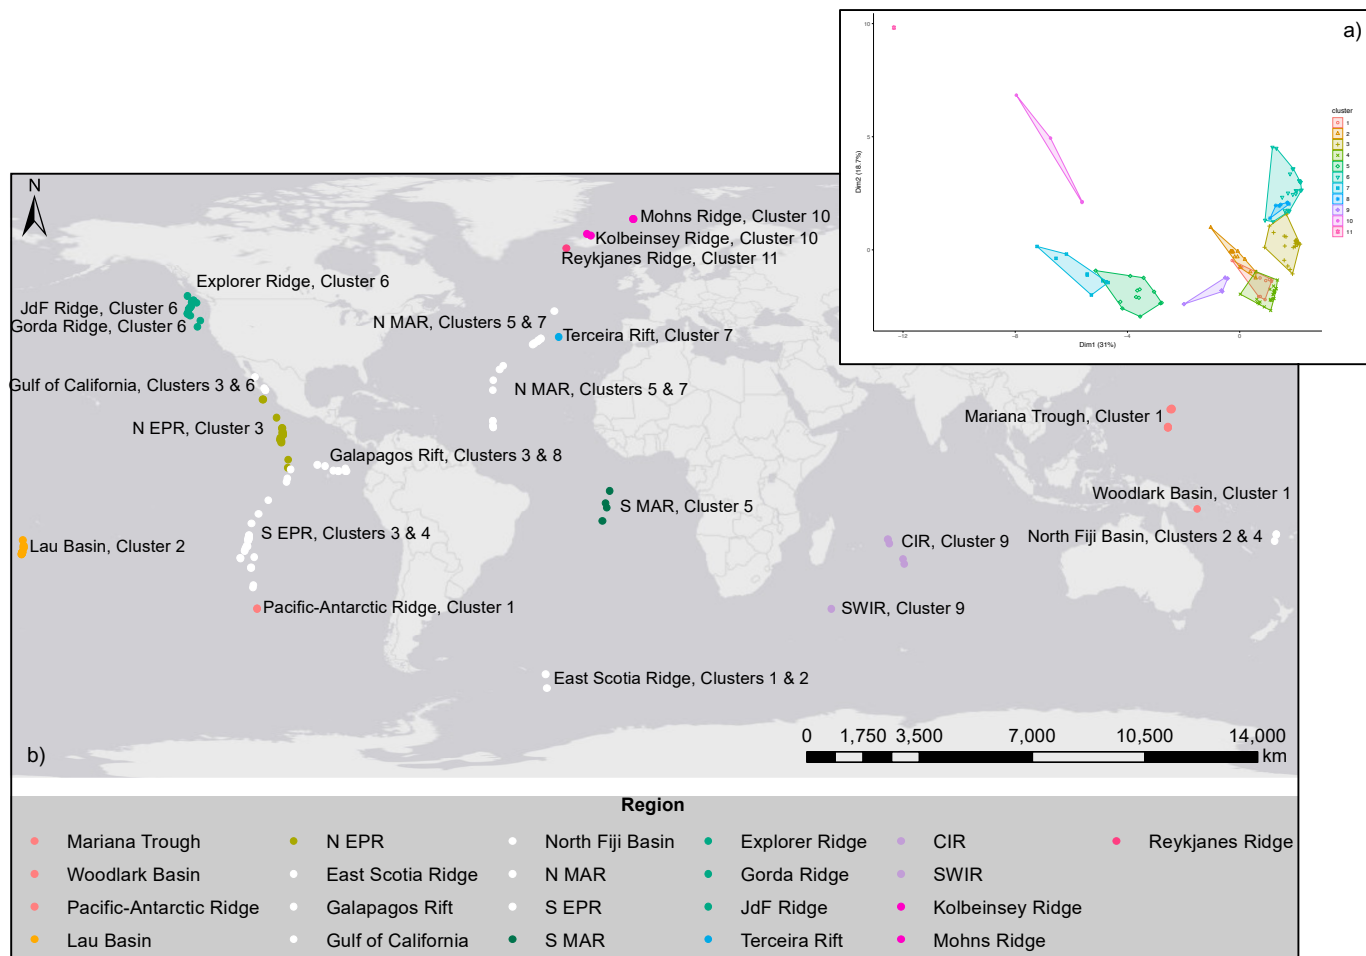 a)
10
5
0
Dim2 (18.7%)
-12
-8
-4
0
Dim1 (31%)
cluster
1
2
3
4
5
6
7
8
9
10
11
N
Mohns Ridge, Cluster 10
Kolbeinsey Ridge, Cluster 10
Reykjanes Ridge, Cluster 11
Explorer Ridge, Cluster 6
JdF Ridge, Cluster 6
Gorda Ridge, Cluster 6
N MAR, Clusters 5 & 7
Terceira Rift, Cluster 7
Gulf of California, Clusters 3 & 6
N MAR, Clusters 5 & 7
N EPR, Cluster 3
Mariana Trough, Cluster 1
Galapagos Rift, Clusters 3 & 8
Woodlark Basin, Cluster 1
S MAR, Cluster 5
S EPR, Clusters 3 & 4
North Fiji Basin, Clusters 2 & 4
Lau Basin, Cluster 2
CIR, Cluster 9
Pacific-Antarctic Ridge, Cluster 1
SWIR, Cluster 9
East Scotia Ridge, Clusters 1 & 2
b)
0 1,750 3,500 7,000 10,500 14,000
km
Region
Mariana Trough
Woodlark Basin
Pacific-Antarctic Ridge
Lau Basin
N EPR
East Scotia Ridge
Galapagos Rift
Gulf of California
North Fiji Basin
N MAR
S EPR
S MAR
Explorer Ridge
Gorda Ridge
JdF Ridge
Terceira Rift
CIR
SWIR
Kolbeinsey Ridge
Mohns Ridge
Reykjanes Ridge